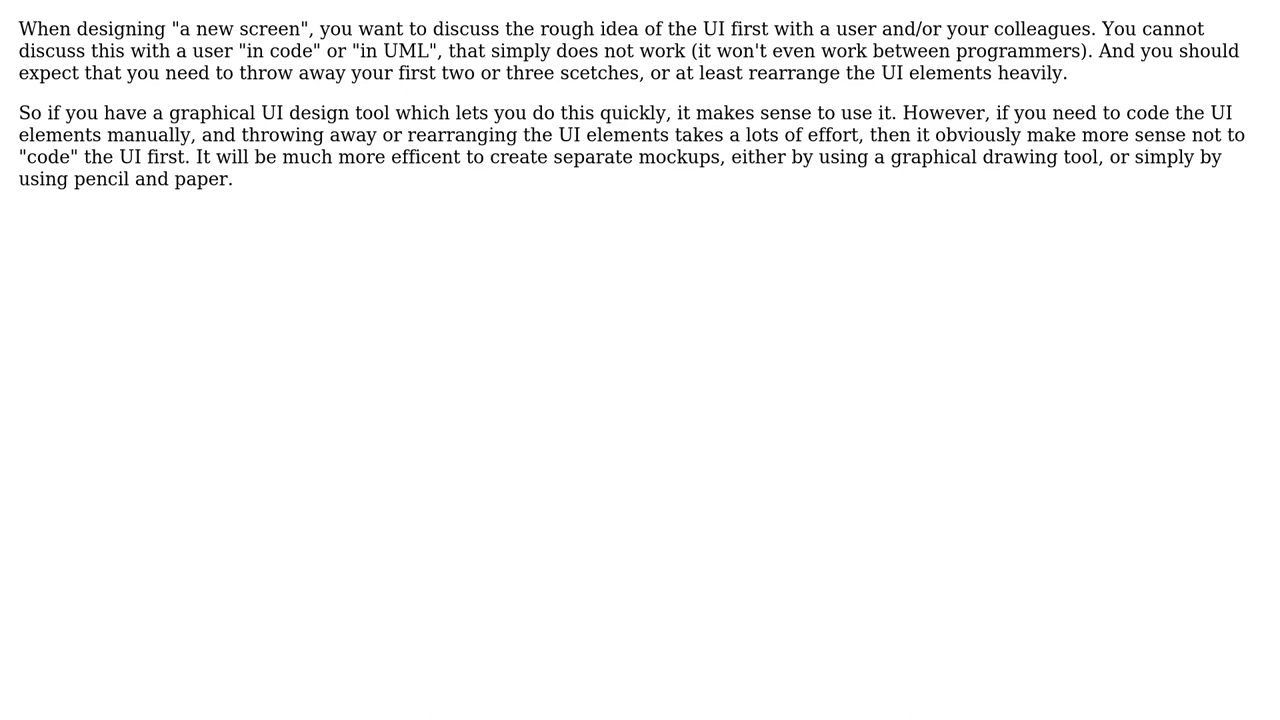 When designing "a new screen", you want to discuss the rough idea of the UI first with a user and/or your colleagues. You cannot
discuss this with a user "in code" or "in UML", that simply does not work (it won't even work between programmers). And you should
expect that you need to throw away your first two or three scetches, or at least rearrange the UI elements heavily.
So if you have a graphical UI design tool which lets you do this quickly, it makes sense to use it. However, if you need to code the UI
elements manually, and throwing away or rearranging the UI elements takes a lots of effort, then it obviously make more sense not to
"code" the UI first. It will be much more efficent to create separate mockups, either by using a graphical drawing tool, or simply by
using pencil and paper.